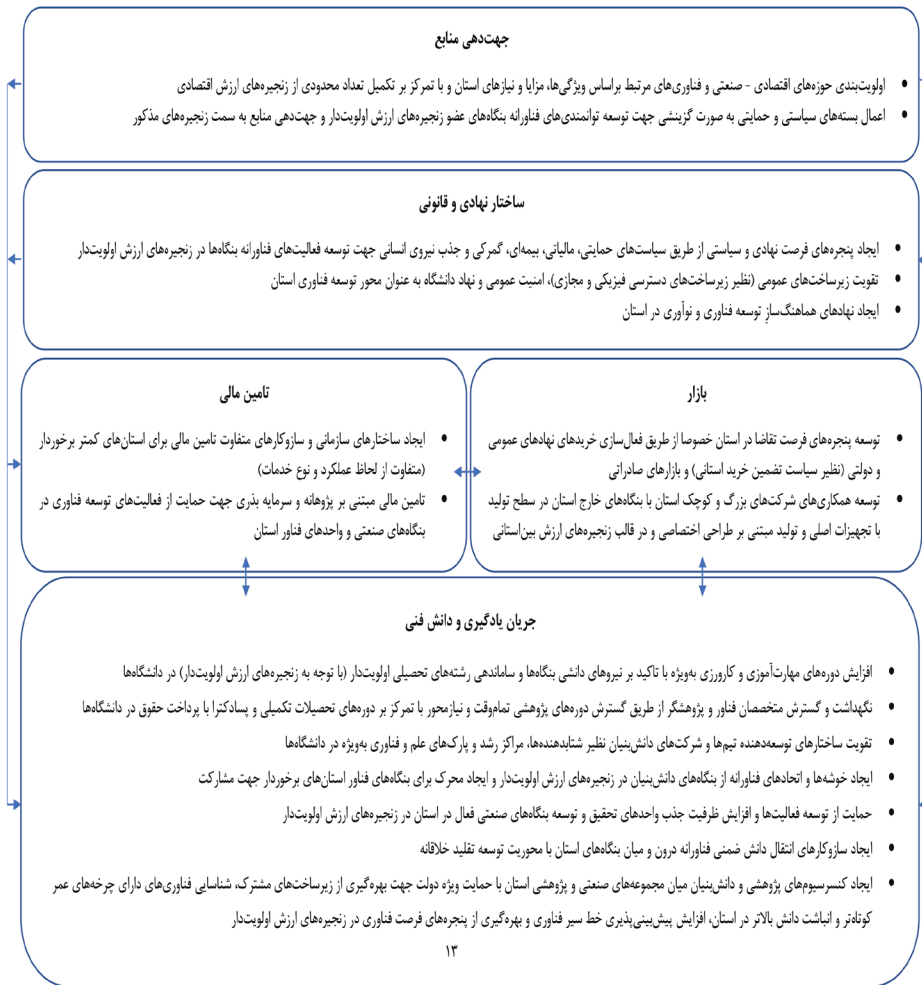 جهت‌دهی منابع
• اولویت‌بندی حوزه‌های اقتصادی - صنعتی و فناوری‌های مرتبط براساس ویژگی‌ها، مزایا و نیازهای استان و با تمرکز بر تکمیل تعداد محدودی از زنجیره‌های ارزش اقتصادی
• اعمال بسته‌های سیاستی و حمایتی به صورت گزینشی جهت توسعه توانمندی‌های فناورانه بنگاه‌های عضو زنجیره‌های ارزش اولویت‌دار و جهت‌دهی منابع به سمت زنجیره‌های مذکور
ساختار نهادی و قانونی
• ایجاد پنجره‌های فرصت نهادی و سیاستی از طریق سیاست‌های حمایتی، مالیاتی، بیمه‌ای، گمرکی و جذب نیروی انسانی جهت توسعه فعالیت‌های فناورانه بنگاه‌ها در زنجیره‌های ارزش اولویت‌دار
• تقویت زیرساخت‌های عمومی (نظیر زیرساخت‌های دسترسی فیزیکی و مجازی)، امنیت عمومی و نهاد دانشگاه به عنوان محور توسعه فناوری استان
• ایجاد نهادهای هماهنگ‌سازِ توسعه فناوری و نوآوری در استان
بازار
• توسعه پنجره‌های فرصت تقاضا در استان خصوصا از طریق فعال‌سازی خریدهای نهادهای عمومی
و دولتی (نظیر سیاست تضمین خرید استانی) و بازارهای صادراتی
• توسعه همکاری‌های شرکت‌های بزرگ و کوچک استان با بنگاه‌های خارج استان در سطح تولید
با تجهیزات اصلی و تولید مبتنی بر طراحی اختصاصی و در قالب زنجیره‌های ارزش بین‌استانی
تامین مالی
• ایجاد ساختارهای سازمانی و سازوکارهای متفاوت تامین مالی برای استان‌های کمتر برخوردار
(متفاوت از لحاظ عملکرد و نوع خدمات)
• تامین مالی مبتنی بر پژوهانه و سرمایه بذری جهت حمایت از فعالیت‌های توسعه فناوری در
بنگاه‌های صنعتی و واحدهای فناور استان
جریان یادگیری و دانش فنی
• افزایش دوره‌های مهارت‌آموزی و کارورزی به‌ویژه با تاکید بر نیروهای دانشی بنگاه‌ها و ساماندهی رشته‌های تحصیلی اولویت‌دار (با توجه به زنجیره‌های ارزش اولویت‌دار) در دانشگاه‌ها
• نگهداشت و گسترش متخصصان فناور و پژوهشگر از طریق گسترش دوره‌های پژوهشی تمام‌وقت و نیازمحور با تمرکز بر دوره‌های تحصیلات تکمیلی و پسادکترا با پرداخت حقوق در دانشگاه‌ها
• تقویت ساختارهای توسعه‌دهنده تیم‌ها و شرکت‌های دانش‌بنیان نظیر شتابدهنده‌ها، مراکز رشد و پارک‌های علم و فناوری به‌ویژه در دانشگاه‌ها
• ایجاد خوشه‌ها و اتحادهای فناورانه از بنگاه‌های دانش‌بنیان در زنجیره‌های ارزش اولویت‌دار و ایجاد محرک برای بنگاه‌های فناور استان‌های برخوردار جهت مشارکت
• حمایت از توسعه فعالیت‌ها و افزایش ظرفیت جذب واحدهای تحقیق و توسعه بنگاه‌های صنعتی فعال در استان در زنجیره‌های ارزش اولویت‌دار
• ایجاد سازوکارهای انتقال دانش ضمنی فناورانه درون و میان بنگاه‌های استان با محوریت توسعه تقلید خلاقانه
• ایجاد کنسرسیوم‌های پژوهشی و دانش‌بنیان میان مجموعه‌های صنعتی و پژوهشی استان با حمایت ویژه دولت جهت بهره‌گیری از زیرساخت‌های مشترک، شناسایی فناوری‌های دارای چرخه‌های عمر
کوتاه‌تر و انباشت دانش بالاتر در استان، افزایش پیش‌بینی‌پذیری خط سیر فناوری و بهره‌گیری از پنجره‌های فرصت فناوری در زنجیره‌های ارزش اولویت‌دار
۱۳